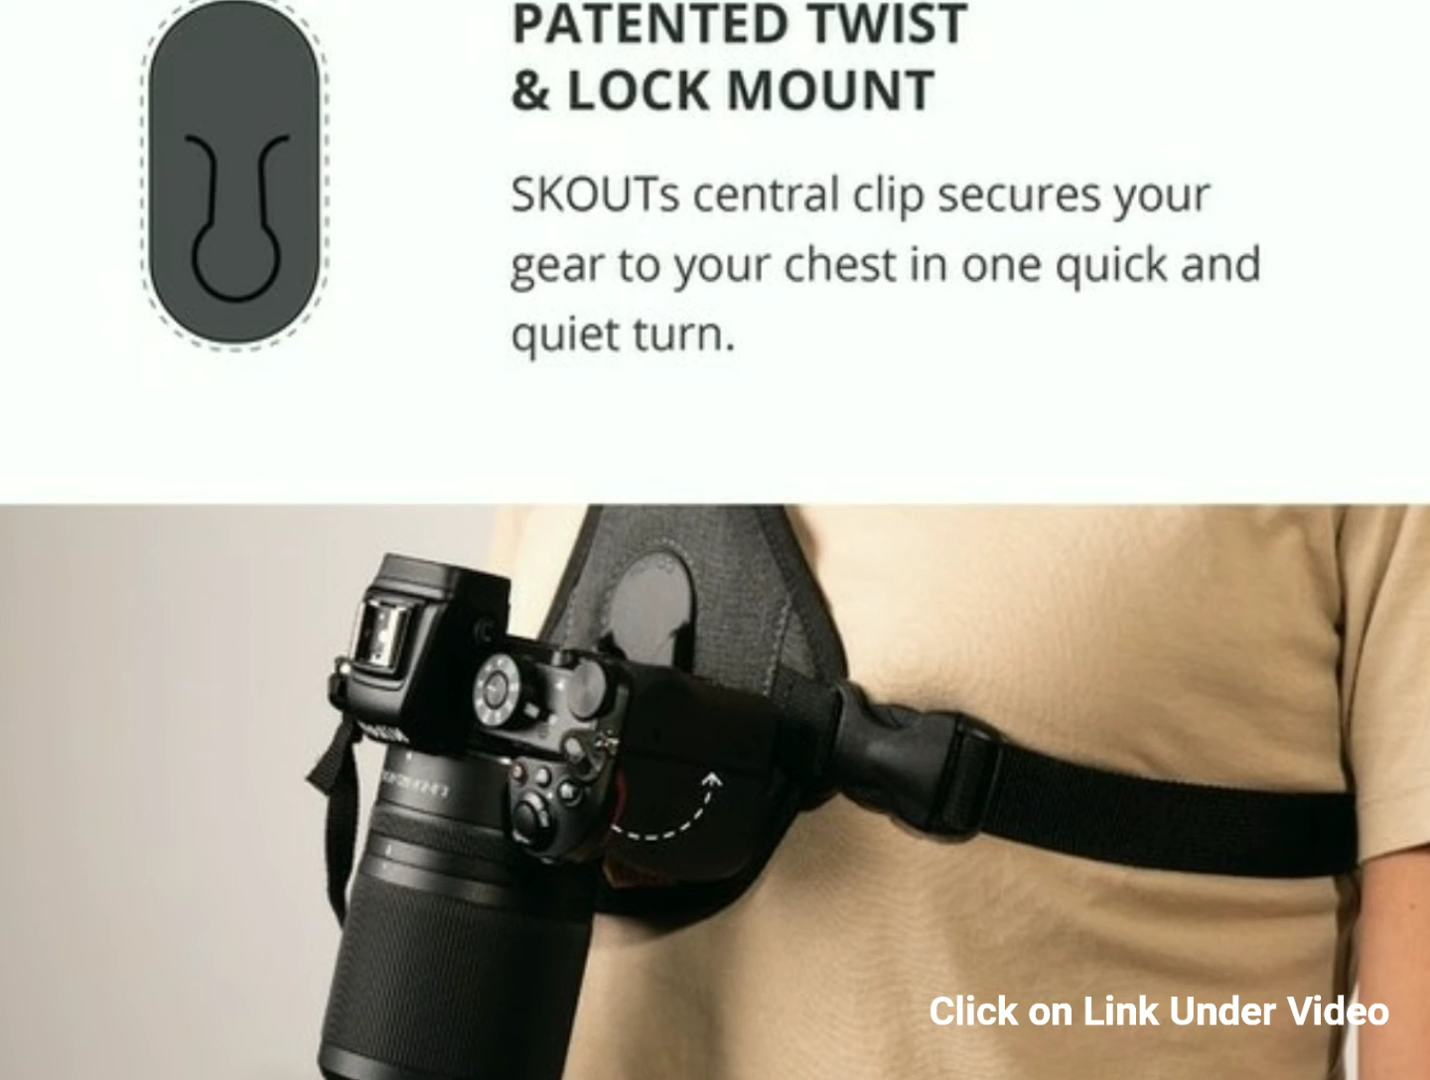 PATENTED TWIST
& LOCK MOUNT
SKOUTs central clip secures your
gear to your chest in one quick and
quiet turn.
Click on Link Under Video